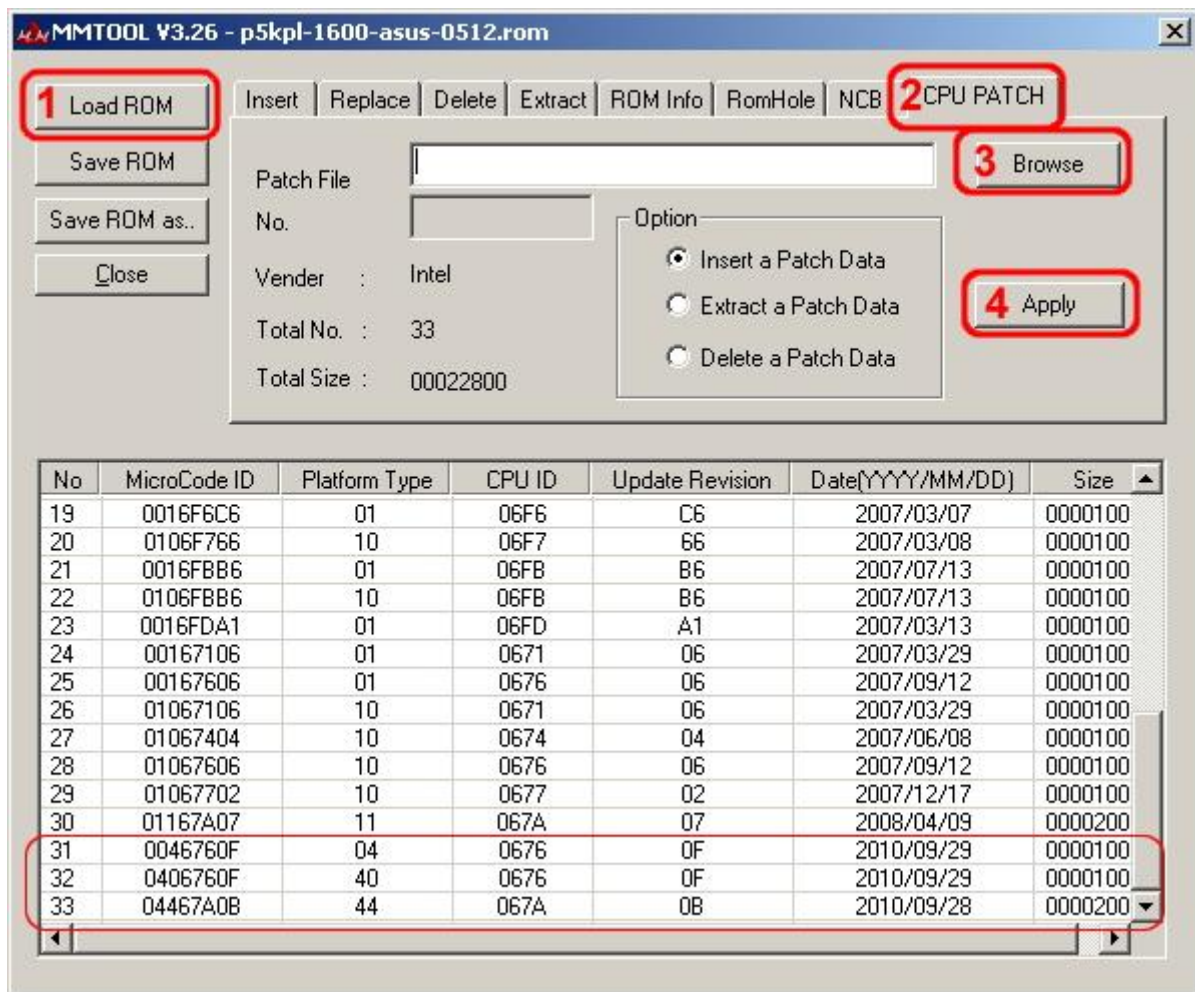 MMTOOL V3.26 - p5kpl-1600-asus-0512.rom
1 Load ROM
Save ROM
Save ROM as..
Close
Insert Replace Delete Extract ROM Info RomHole NCB 2 CPU PATCH
Patch File
3 Browse
No.
Vender : Intel
Total No. : 33
Total Size : 00022800
Option
Insert a Patch Data
Extract a Patch Data
Delete a Patch Data
4 Apply
No MicroCode ID Platform Type CPU ID Update Revision Date(YYYY/MM/DD) Size
19 0016F6C6 01 06F6 C6 2007/03/07 0000100
20 0106F766 10 06F7 66 2007/03/08 0000100
21 0016FBB6 01 06FB B6 2007/07/13 0000100
22 0106FBB6 10 06FB B6 2007/07/13 0000100
23 0016FDA1 01 06FD A1 2007/03/13 0000100
24 00167106 01 0671 06 2007/03/29 0000100
25 00167606 01 0676 06 2007/09/12 0000100
26 01067106 10 0671 06 2007/03/29 0000100
27 01067404 10 0674 04 2007/06/08 0000100
28 01067606 10 0676 06 2007/09/12 0000100
29 01067702 10 0677 02 2007/12/17 0000100
30 01167A07 11 067A 07 2008/04/09 0000200
31 0046760F 04 0676 0F 2010/09/29 0000100
32 0406760F 40 0676 0F 2010/09/29 0000100
33 04467A0B 44 067A 0B 2010/09/28 0000200